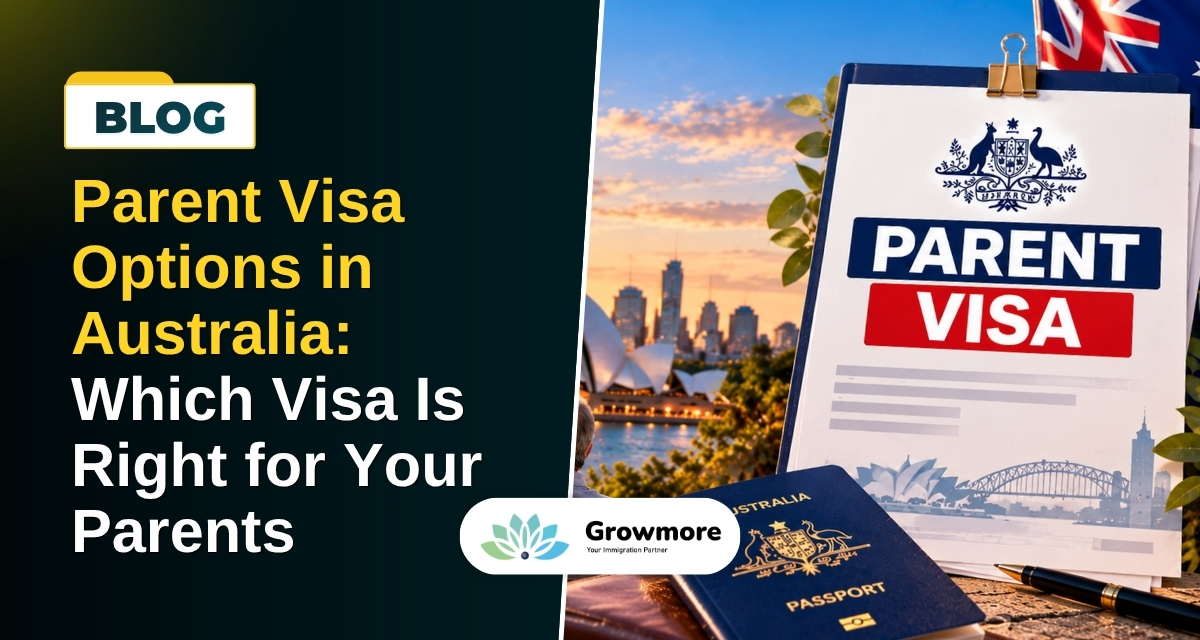 BLOG
Parent Visa
Options in
Australia:
Which Visa Is
Right for Your
Parents
Growmore
Your Immigration Partner
PARENT
VISA
USTRALIA
PASSPORT